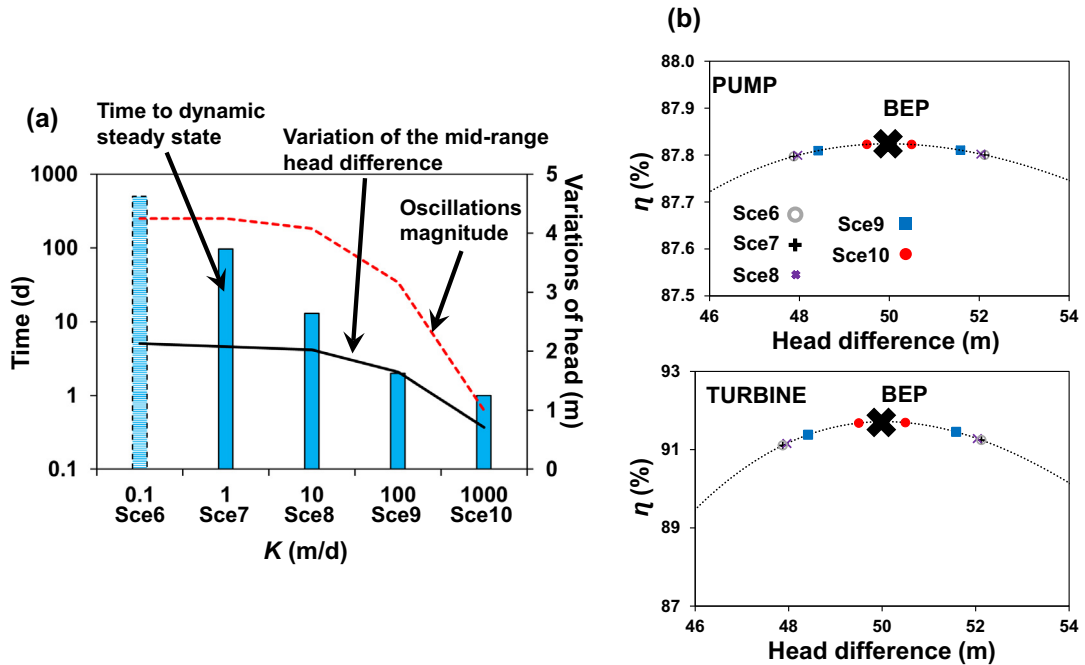 (a)
Time to dynamic
steady state
Variation of the mid-range
head difference
Oscillations
magnitude
1000
100
10
1
0.1
Time (d)
5
4
3
2
1
0
Variations of head (m)
0.1
1
10
100
1000
Sce6
Sce7
Sce8
Sce9
Sce10
K (m/d)
(b)
88.0
87.9
87.8
87.7
87.6
87.5
η (%)
PUMP
BEP
Sce6
Sce7
Sce8
Sce9
Sce10
46
48
50
52
54
Head difference (m)
93
91
89
87
η (%)
TURBINE
BEP
46
48
50
52
54
Head difference (m)